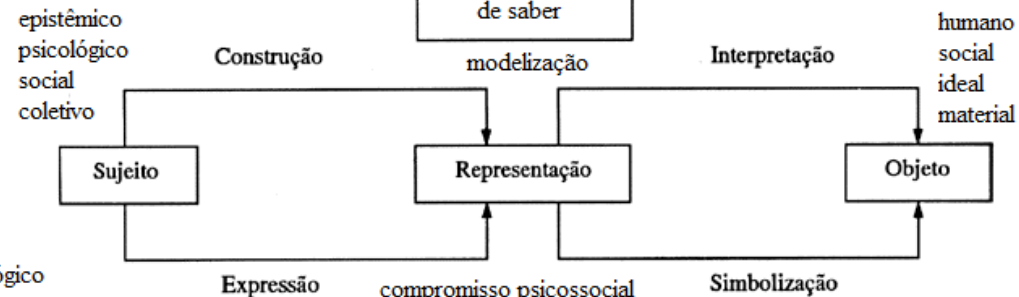 de saber
epistêmico
psicológico
social
coletivo
Construção
modelização
Interpretação
humano
social
ideal
material
Sujeito
Representação
Objeto
Expressão
compromisso psicossocial
Simbolização